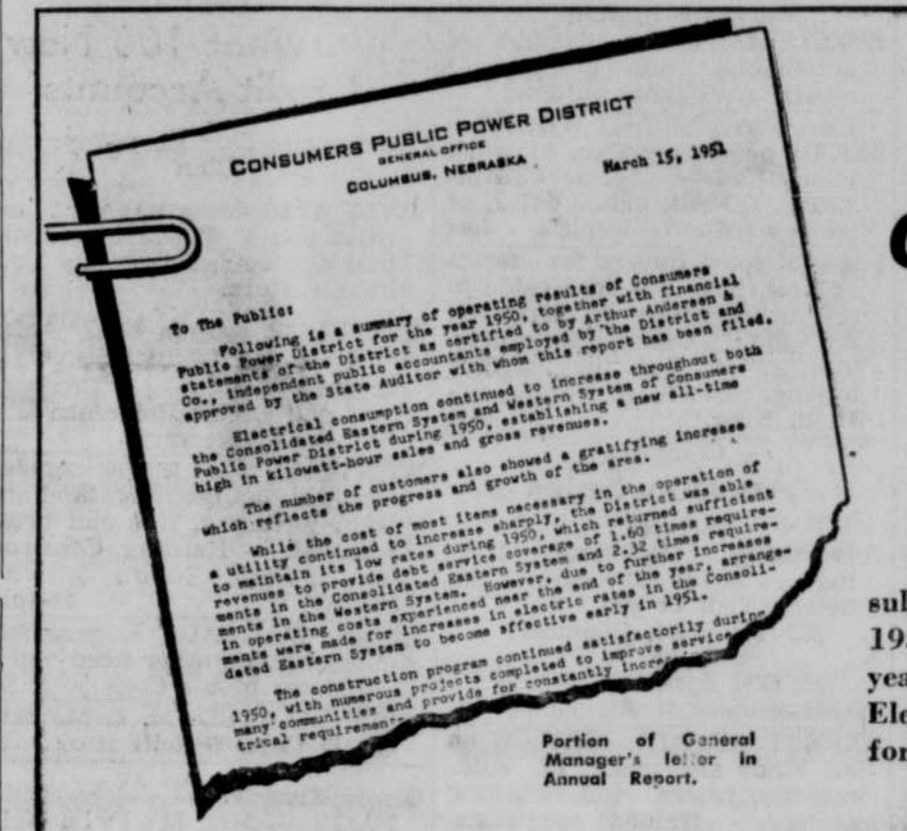 CONSUMERS PUBLIC POWER DISTRICT
GENERAL OFFICE
COLUMBUS, NEBRASKA
March 15, 1951
To The Public:
Following is a summary of operating results of Consumers
Public Power District for the year 1950, together with financial
statements of the District as certified to by Arthur Andersen &
Co., independent public accountants employed by the District and
approved by the State Auditor with whom this report has been filed.
Electrical consumption continued to increase throughout both
the Consolidated Eastern System and Western System of Consumers
Public Power District during 1950, establishing a new all-time
high in kilowatt-hour sales and gross revenues.
The number of customers also showed a gratifying increase
which reflects the progress and growth of the area.
While the cost of most items necessary in the operation of
a utility continued to increase sharply, the District was able
to maintain its low rates during 1950, which returned sufficient
revenues to provide debt service coverage of 1.60 times require-
ments in the Consolidated Eastern System and 2.32 times require-
ments in the Western System. However, due to further increases
in operating costs experienced near the end of the year, arrange-
ments were made for increases in electric rates in the Consoli-
dated Eastern System to become effective early in 1951.
The construction program continued satisfactorily during
1950, with numerous projects completed to improve service
many communities and provide for constantly
trical
Portion of General
Manager's letter in
Annual Report.
sul
19
yea
Ele
for